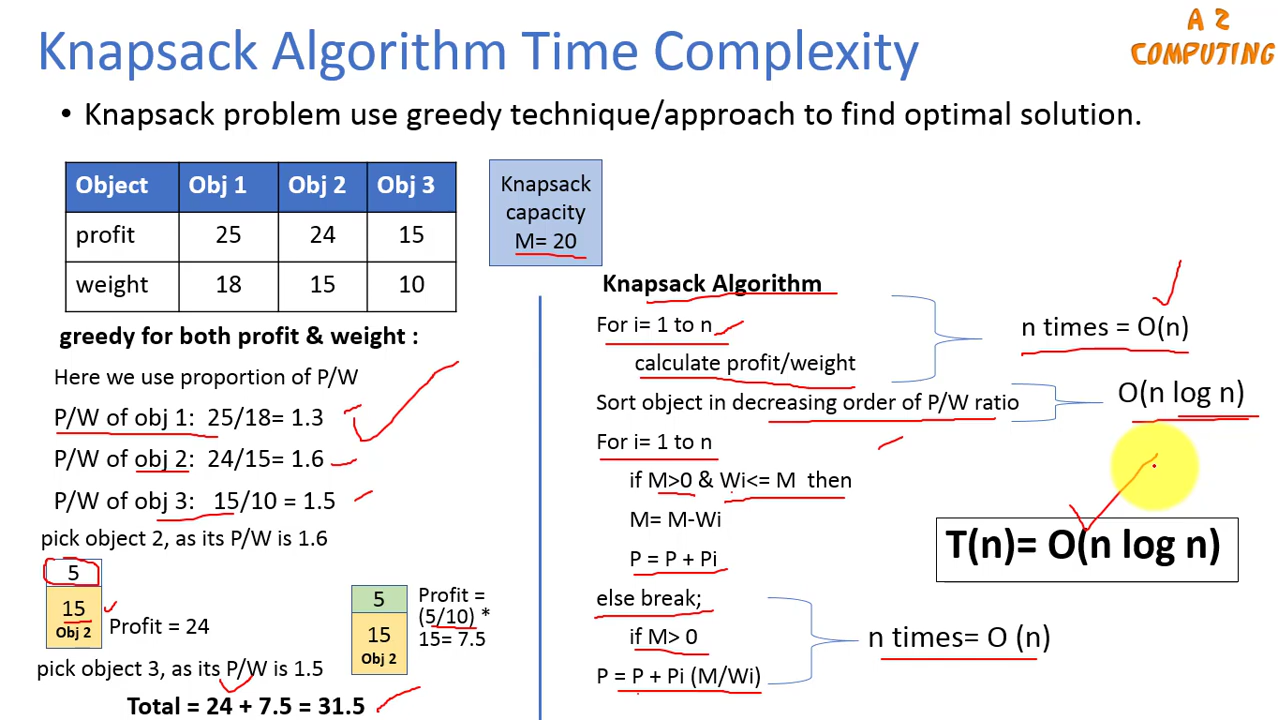 A 2
COMPUTING
Knapsack Algorithm Time Complexity
• Knapsack problem use greedy technique/approach to find optimal solution.
Object Obj 1 Obj 2 Obj 3
profit 25 24 15
weight 18 15 10
Knapsack
capacity
M= 20
greedy for both profit & weight :
Here we use proportion of P/W
P/W of obj 1: 25/18= 1.3
P/W of obj 2: 24/15= 1.6
P/W of obj 3: 15/10 = 1.5
pick object 2, as its P/W is 1.6
5
15
Obj 2
Profit = 24
5
15
Obj 2
Profit =
(5/10) *
15= 7.5
pick object 3, as its P/W is 1.5
Total = 24 + 7.5 = 31.5
Knapsack Algorithm
For i= 1 to n
calculate profit/weight
Sort object in decreasing order of P/W ratio
For i= 1 to n
if M>0 & Wi<= M then
M= M-Wi
P = P + Pi
else break;
if M> 0
P = P + Pi (M/Wi)
n times = O(n)
O(n log n)
T(n)= O(n log n)
n times= O (n)